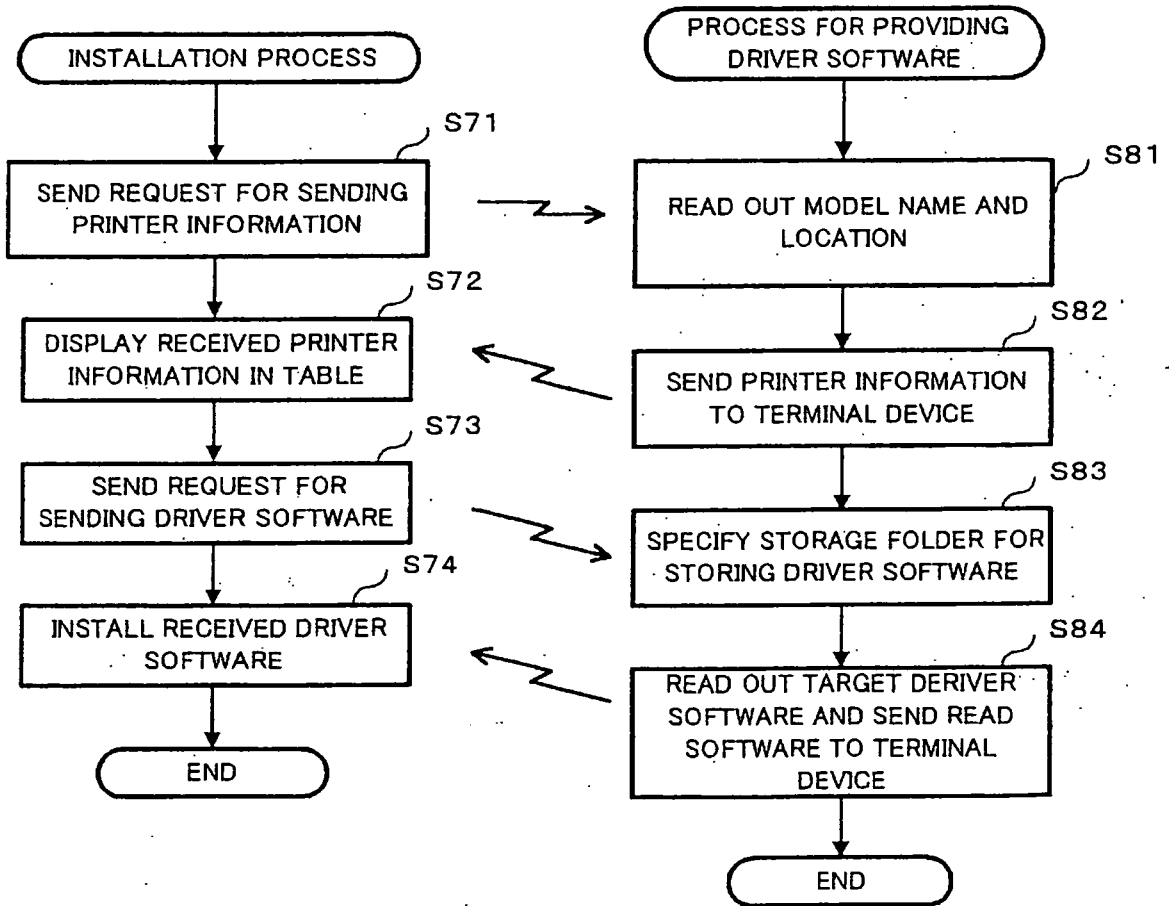 INSTALLATION PROCESS
S71
SEND REQUEST FOR SENDING
PRINTER INFORMATION
S72
DISPLAY RECEIVED PRINTER
INFORMATION IN TABLE
S73
SEND REQUEST FOR
SENDING DRIVER SOFTWARE
S74
INSTALL RECEIVED DRIVER
SOFTWARE
END
PROCESS FOR PROVIDING
DRIVER SOFTWARE
S81
READ OUT MODEL NAME AND
LOCATION
S82
SEND PRINTER INFORMATION
TO TERMINAL DEVICE
S83
SPECIFY STORAGE FOLDER FOR
STORING DRIVER SOFTWARE
S84
READ OUT TARGET DERIVER
SOFTWARE AND SEND READ
SOFTWARE TO TERMINAL
DEVICE
END